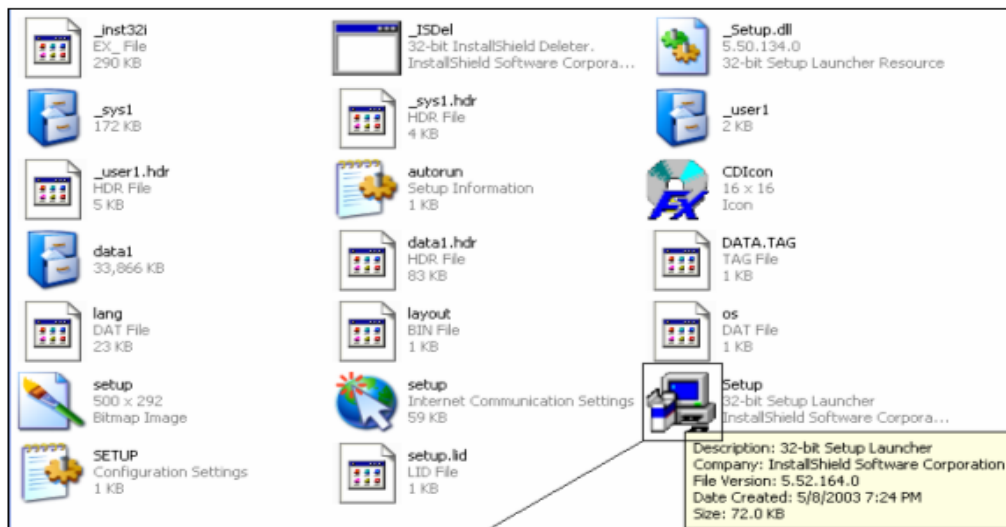 _inst32i
EX_ File
290 KB
_ISDel
32-bit InstallShield Deleter.
InstallShield Software Corpora...
_Setup.dll
5.50.134.0
32-bit Setup Launcher Resource
_sys1
172 KB
_sys1.hdr
HDR File
4 KB
_user1
2 KB
_user1.hdr
HDR File
5 KB
autorun
Setup Information
1 KB
CDIcon
16 x 16
Icon
FX
data1
33,866 KB
data1.hdr
HDR File
83 KB
DATA.TAG
TAG File
1 KB
lang
DAT File
23 KB
layout
BIN File
1 KB
os
DAT File
1 KB
setup
500 x 292
Bitmap Image
setup
Internet Communication Settings
59 KB
Setup
32-bit Setup Launcher
InstallShield Software Corpora...
SETUP
Configuration Settings
1 KB
setup.lid
LID File
1 KB
Description: 32-bit Setup Launcher
Company: InstallShield Software Corporation
File Version: 5.52.164.0
Date Created: 5/8/2003 7:24 PM
Size: 72.0 KB